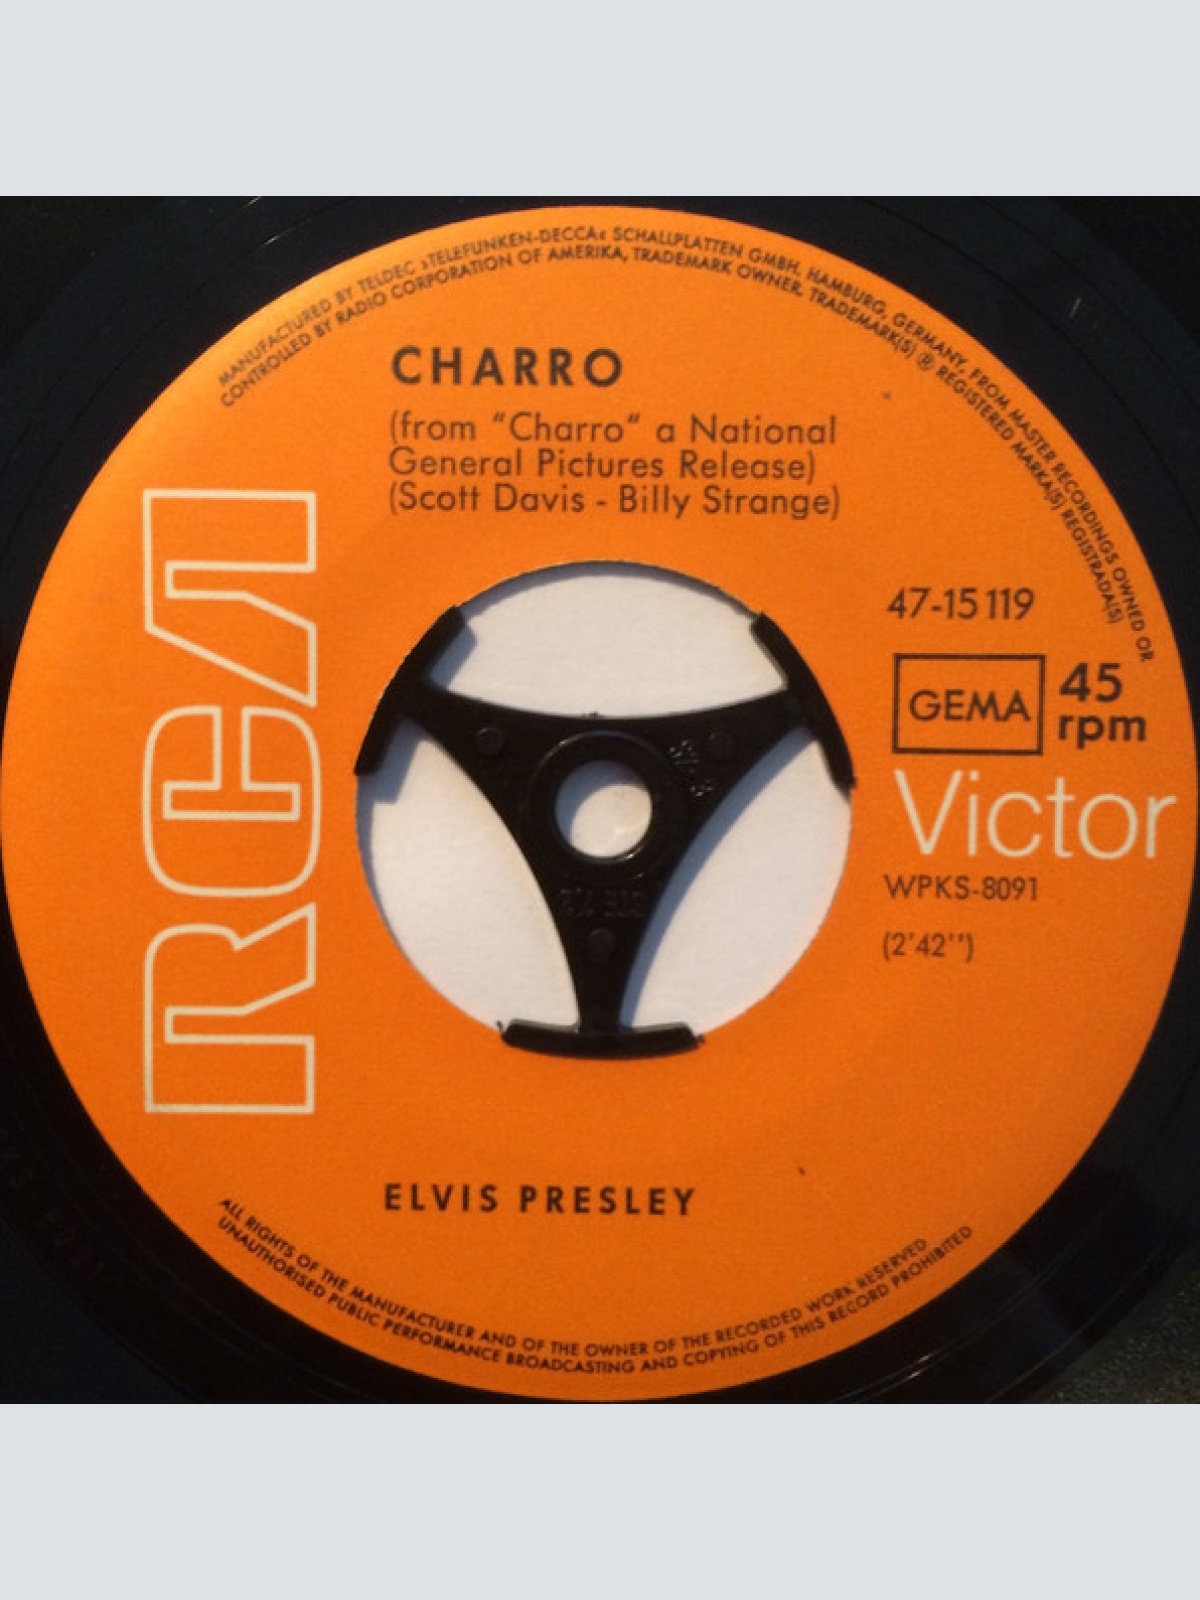 MANUFACTURED BY TELDEC »TELEFUNKEN-DECCA« SCHALLPLATTEN GMBH. HAMBURG, GERMANY, FROM MASTER RECORDINGS OWNED OR
CONTROLLED BY RADIO CORPORATION OF AMERIKA, TRADEMARK OWNER. TRADEMARK(S) ® REGISTERED MARKA(S) REGISTRADA(S)
CHARRO
(from "Charro" a National
General Pictures Release)
(Scott Davis - Billy Strange)
RCA
47-15119
GEMA
45
rpm
Victor
WPKS-8091
(2'42'')
ELVIS PRESLEY
ALL RIGHTS OF THE MANUFACTURER AND OF THE OWNER OF THE RECORDED WORK RESERVED
UNAUTHORISED PUBLIC PERFORMANCE BROADCASTING AND COPYING OF THIS RECORD PROHIBITED